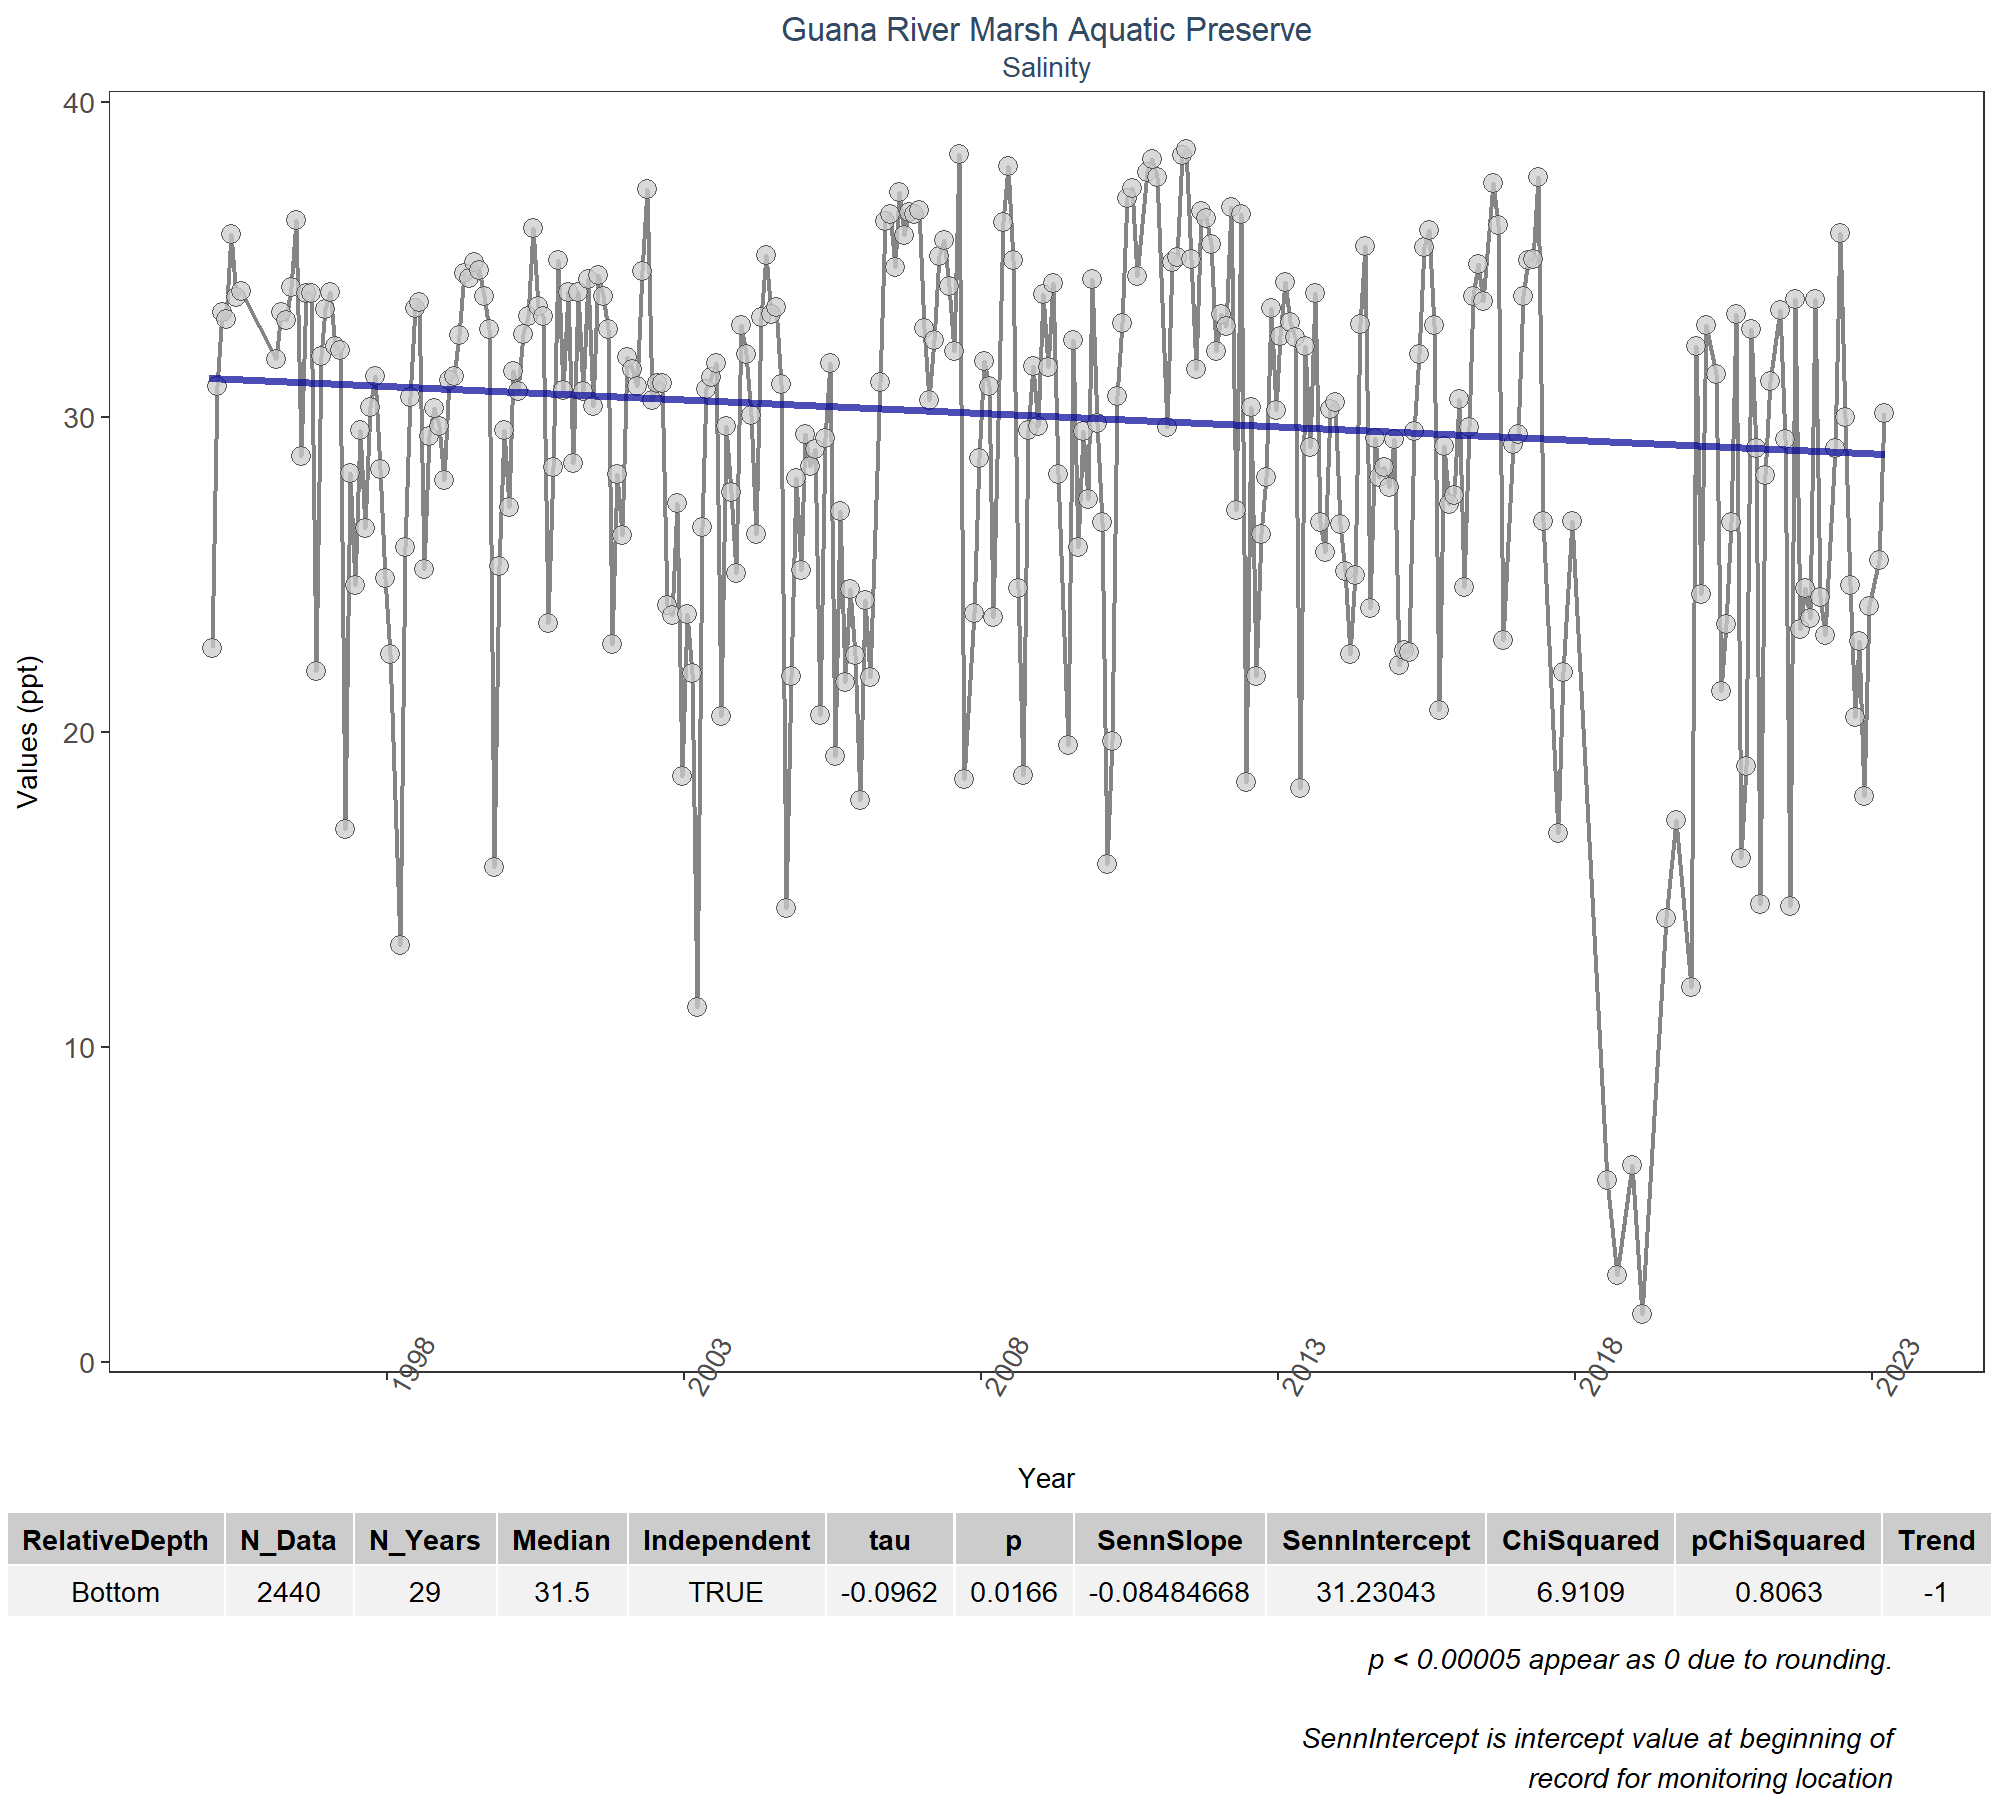 Guana River Marsh Aquatic Preserve
Salinity
40
30
20
10
0
Values (ppt)
1998 2003 2008 2013 2018 2023
Year
RelativeDepth N_Data N_Years Median Independent tau p SennSlope SennIntercept ChiSquared pChiSquared Trend
Bottom 2440 29 31.5 TRUE -0.0962 0.0166 -0.08484668 31.23043 6.9109 0.8063 -1
p < 0.00005 appear as 0 due to rounding.
SennIntercept is intercept value at beginning of
record for monitoring location